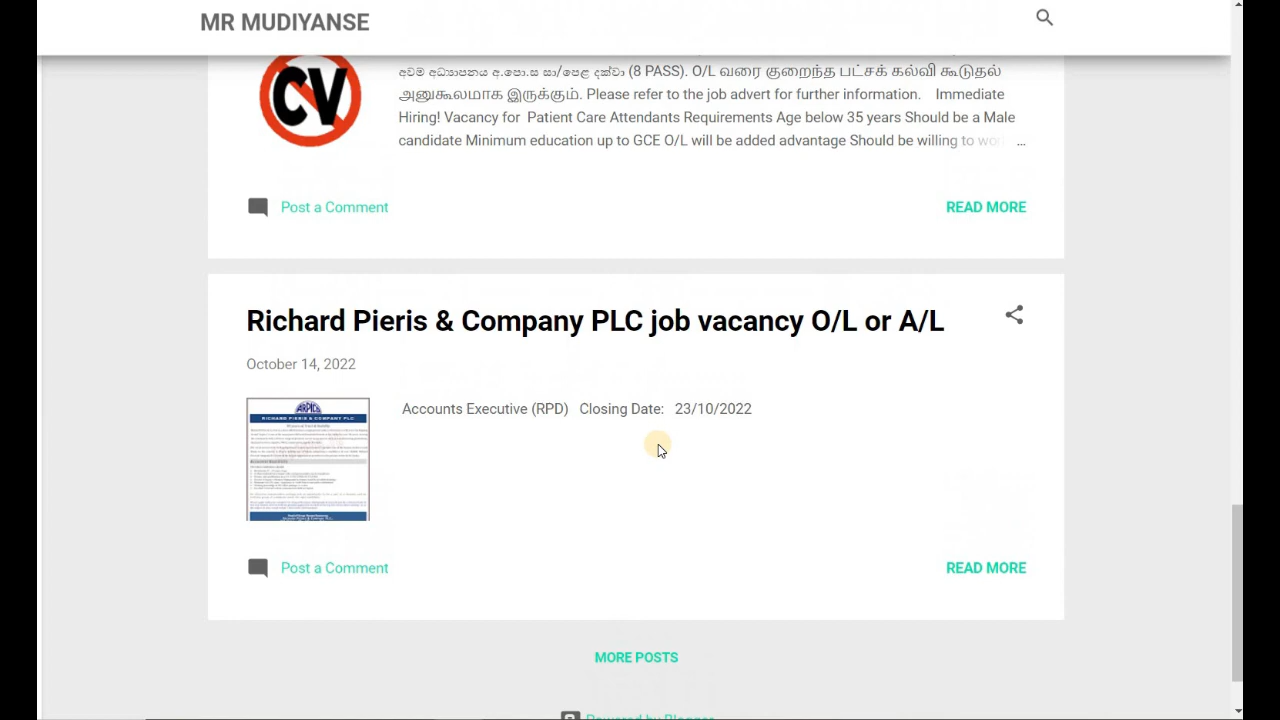 MR MUDIYANSE
CV
අවම අධ්‍යාපනය අ.පො.ස සා/පෙළ දක්වා (8 PASS). O/L வரை குறைந்த பட்சக் கல்வி கூடுதல்
அனுகூலமாக இருக்கும். Please refer to the job advert for further information. Immediate
Hiring! Vacancy for Patient Care Attendants Requirements Age below 35 years Should be a Male
candidate Minimum education up to GCE O/L will be added advantage Should be willing to wo ...
Post a Comment
READ MORE
Richard Pieris & Company PLC job vacancy O/L or A/L
October 14, 2022
ARPICO
RICHARD PIERIS & COMPANY PLC
Accounts Executive (RPD) Closing Date: 23/10/2022
Post a Comment
READ MORE
MORE POSTS
Powered by Blogger